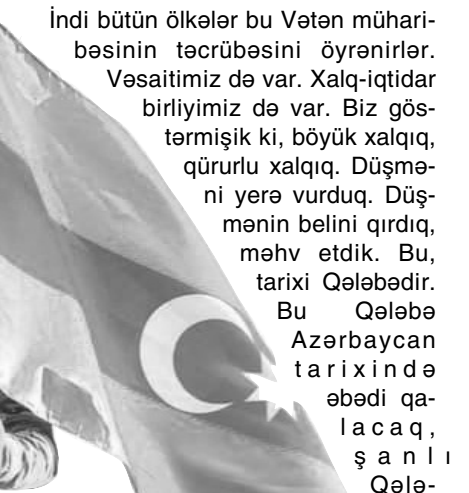 İndi bütün ölkələr bu Vətən mühari-
bəsinin təcrübəsini öyrənirlər.
Vəsaitimiz də var. Xalq-iqtidar
birliyimiz də var. Biz gös-
tərmişik ki, böyük xalqıq,
qürurlu xalqıq. Düşmə-
ni yerə vurduq. Düş-
mənin belini qırdıq,
məhv etdik. Bu,
tarixi Qələbədir.
Bu Qələbə
Azərbaycan
tarixində
əbədi qa-
lacaq,
şanlı
Qələ-